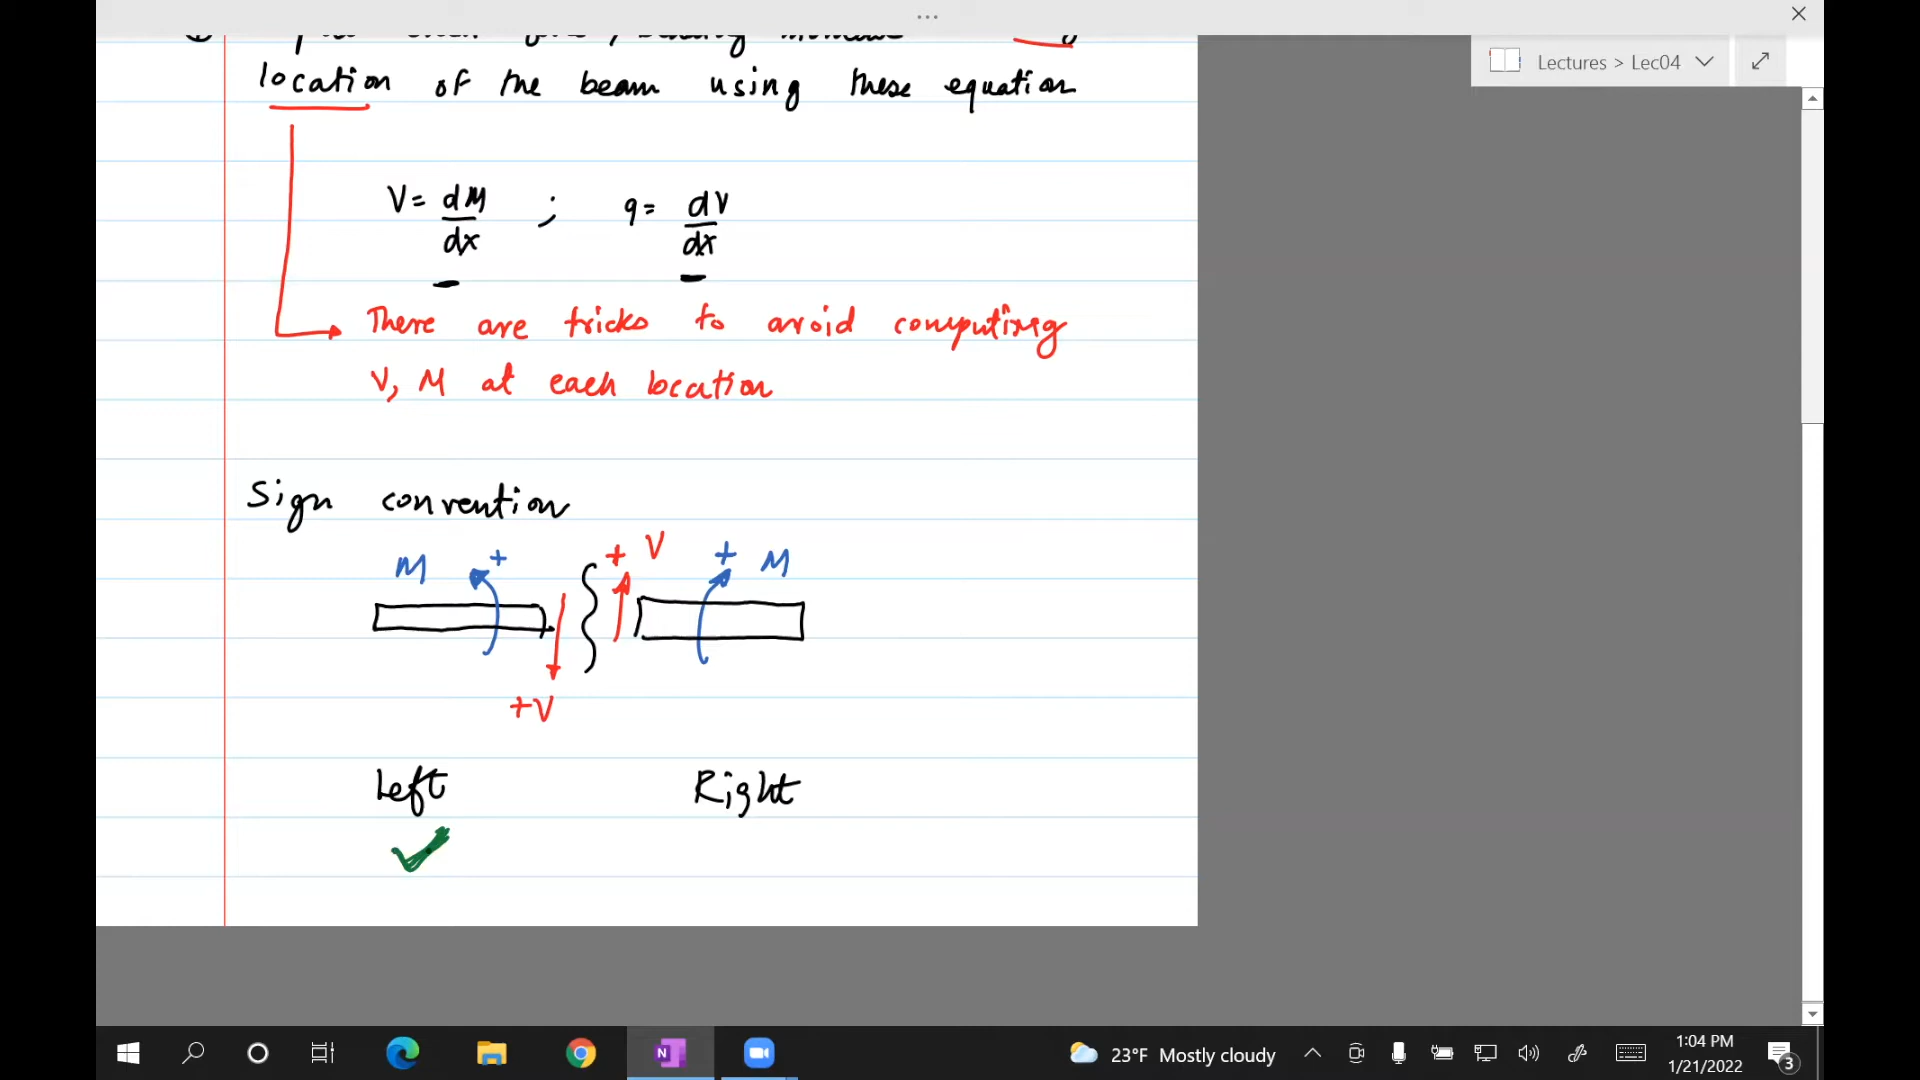 location of the beam using these equation
V = dM/dx ; q = dV/dx
There are tricks to avoid computing
V, M at each location
Sign convention
M + + V + M
+V
Left Right
Lectures > Lec04
23°F Mostly cloudy
1:04 PM
1/21/2022
3